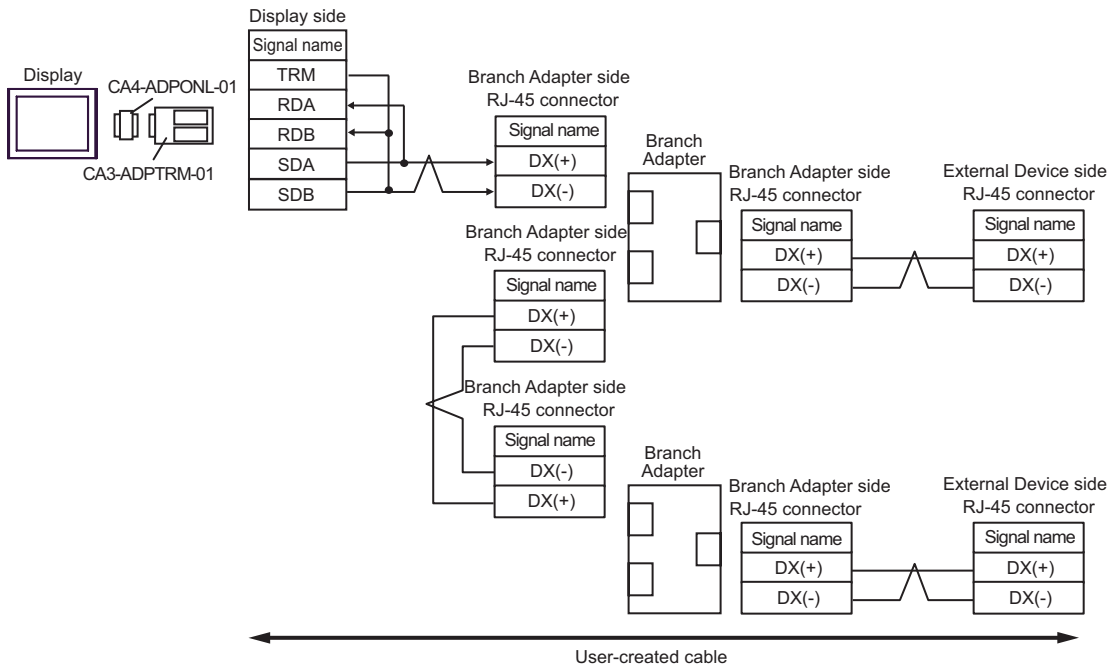 Display
CA4-ADPONL-01
CA3-ADPTRM-01
Display side
Signal name
TRM
RDA
RDB
SDA
SDB
Branch Adapter side
RJ-45 connector
Signal name
DX(+)
DX(-)
Branch
Adapter
Branch Adapter side
RJ-45 connector
Signal name
DX(+)
DX(-)
External Device side
RJ-45 connector
Signal name
DX(+)
DX(-)
Branch Adapter side
RJ-45 connector
Signal name
DX(+)
DX(-)
Branch Adapter side
RJ-45 connector
Signal name
DX(-)
DX(+)
Branch
Adapter
Branch Adapter side
RJ-45 connector
Signal name
DX(+)
DX(-)
External Device side
RJ-45 connector
Signal name
DX(+)
DX(-)
User-created cable